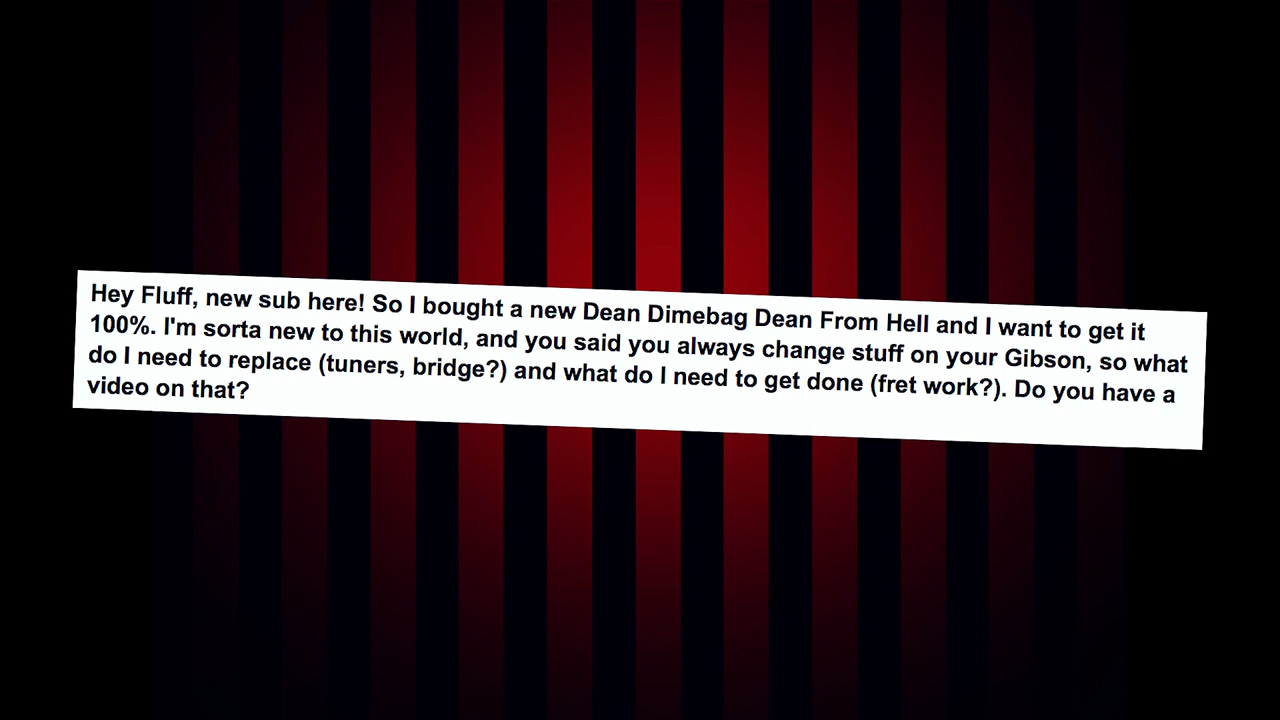 Hey Fluff, new sub here! So I bought a new Dean Dimebag Dean From Hell and I want to get it
100%. I'm sorta new to this world, and you said you always change stuff on your Gibson, so what
do I need to replace (tuners, bridge?) and what do I need to get done (fret work?). Do you have a
video on that?